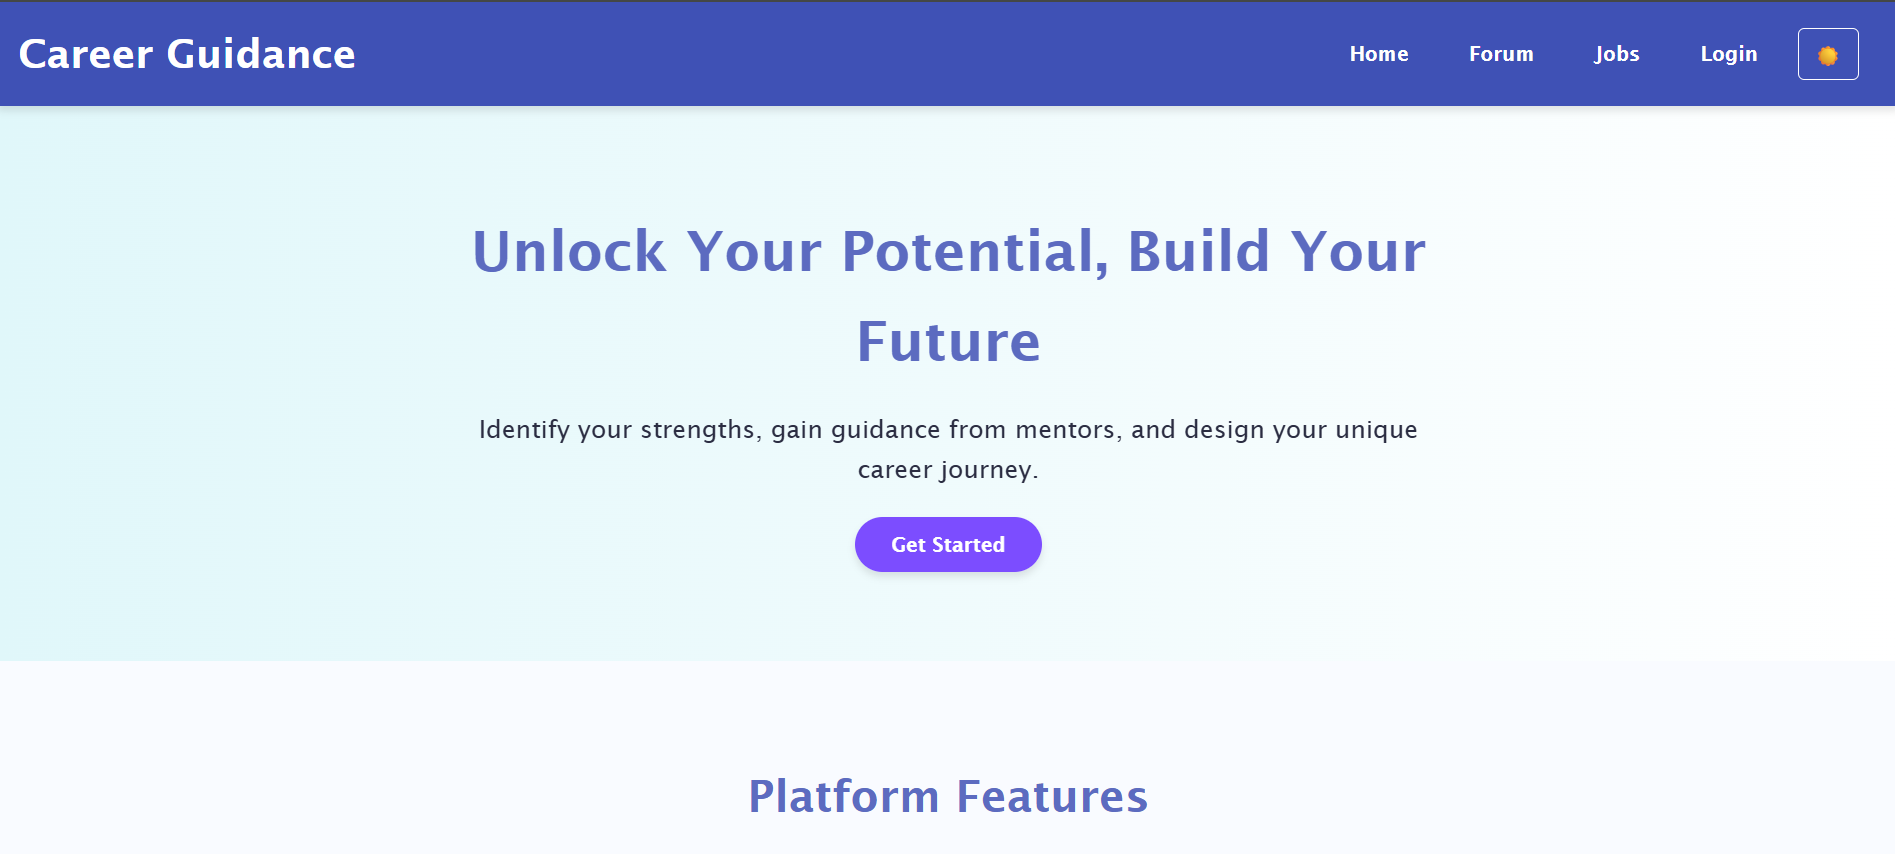 Career Guidance
Home Forum Jobs Login
Unlock Your Potential, Build Your
Future
Identify your strengths, gain guidance from mentors, and design your unique
career journey.
Get Started
Platform Features